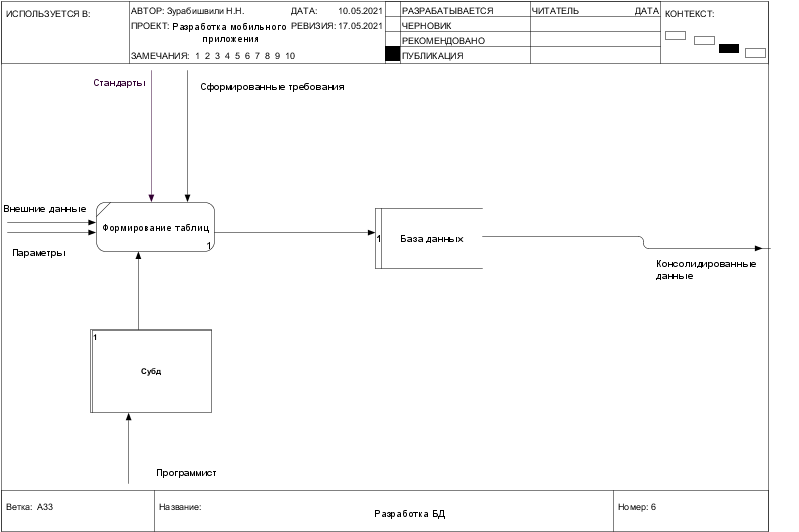 ИСПОЛЬЗУЕТСЯ В:
АВТОР: Зурабишвили Н.Н.
ДАТА: 10.05.2021
ПРОЕКТ: Разработка мобильного
приложения
РЕВИЗИЯ: 17.05.2021
ЗАМЕЧАНИЯ: 1 2 3 4 5 6 7 8 9 10
РАЗРАБАТЫВАЕТСЯ
ЧЕРНОВИК
РЕКОМЕНДОВАНО
ПУБЛИКАЦИЯ
ЧИТАТЕЛЬ
ДАТА
КОНТЕКСТ:
Стандарты
Сформированные требования
Внешние данные
Параметры
Формирование таблиц
1
1
База данных
Консолидированные
данные
1
Субд
Программист
Ветка: A33
Название:
Разработка БД
Номер: 6